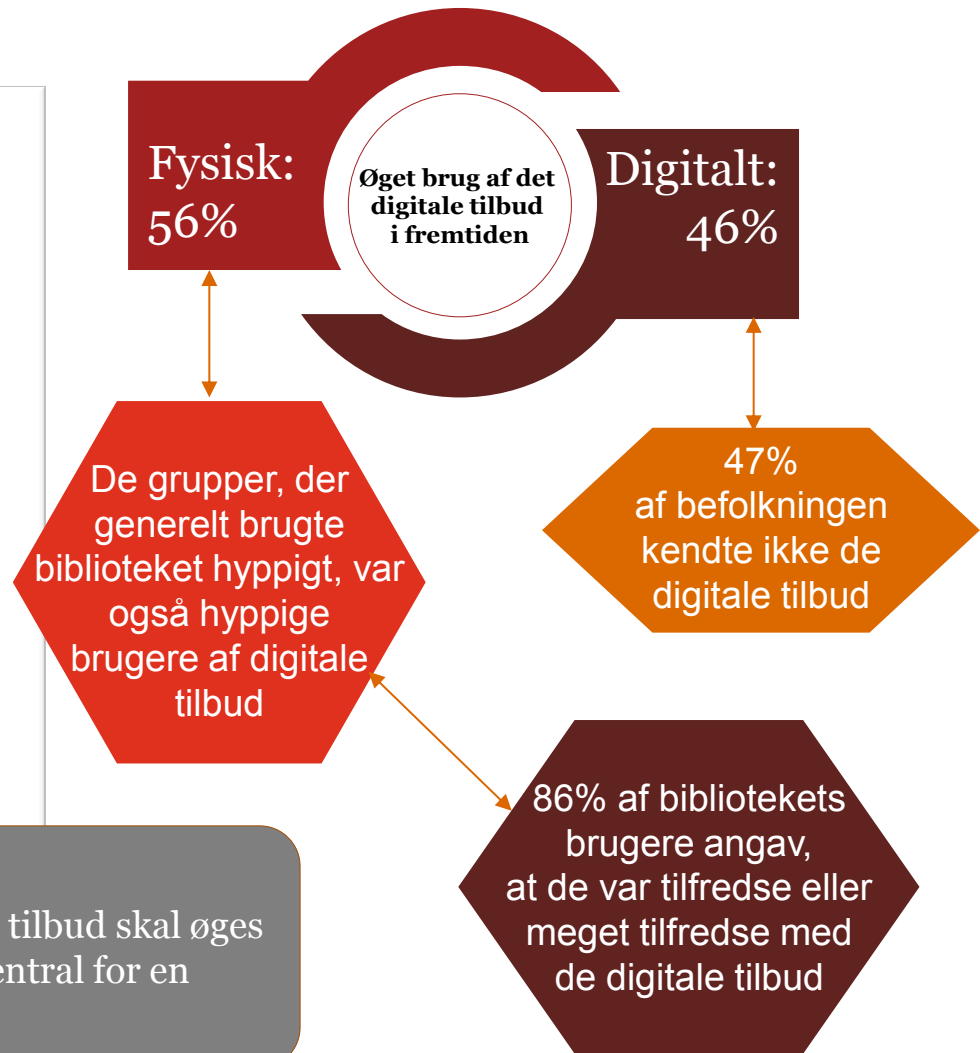 Fysisk:
56%
Øget brug af det
digitale tilbud
i fremtiden
Digitalt:
46%
De grupper, der
generelt brugte
biblioteket hyppigt, var
også hyppige
brugere af digitale
tilbud
47%
af befolkningen
kendte ikke de
digitale tilbud
86% af bibliotekets
brugere angav,
at de var tilfredse eller
meget tilfredse med
de digitale tilbud
tilbud skal øges
entral for en